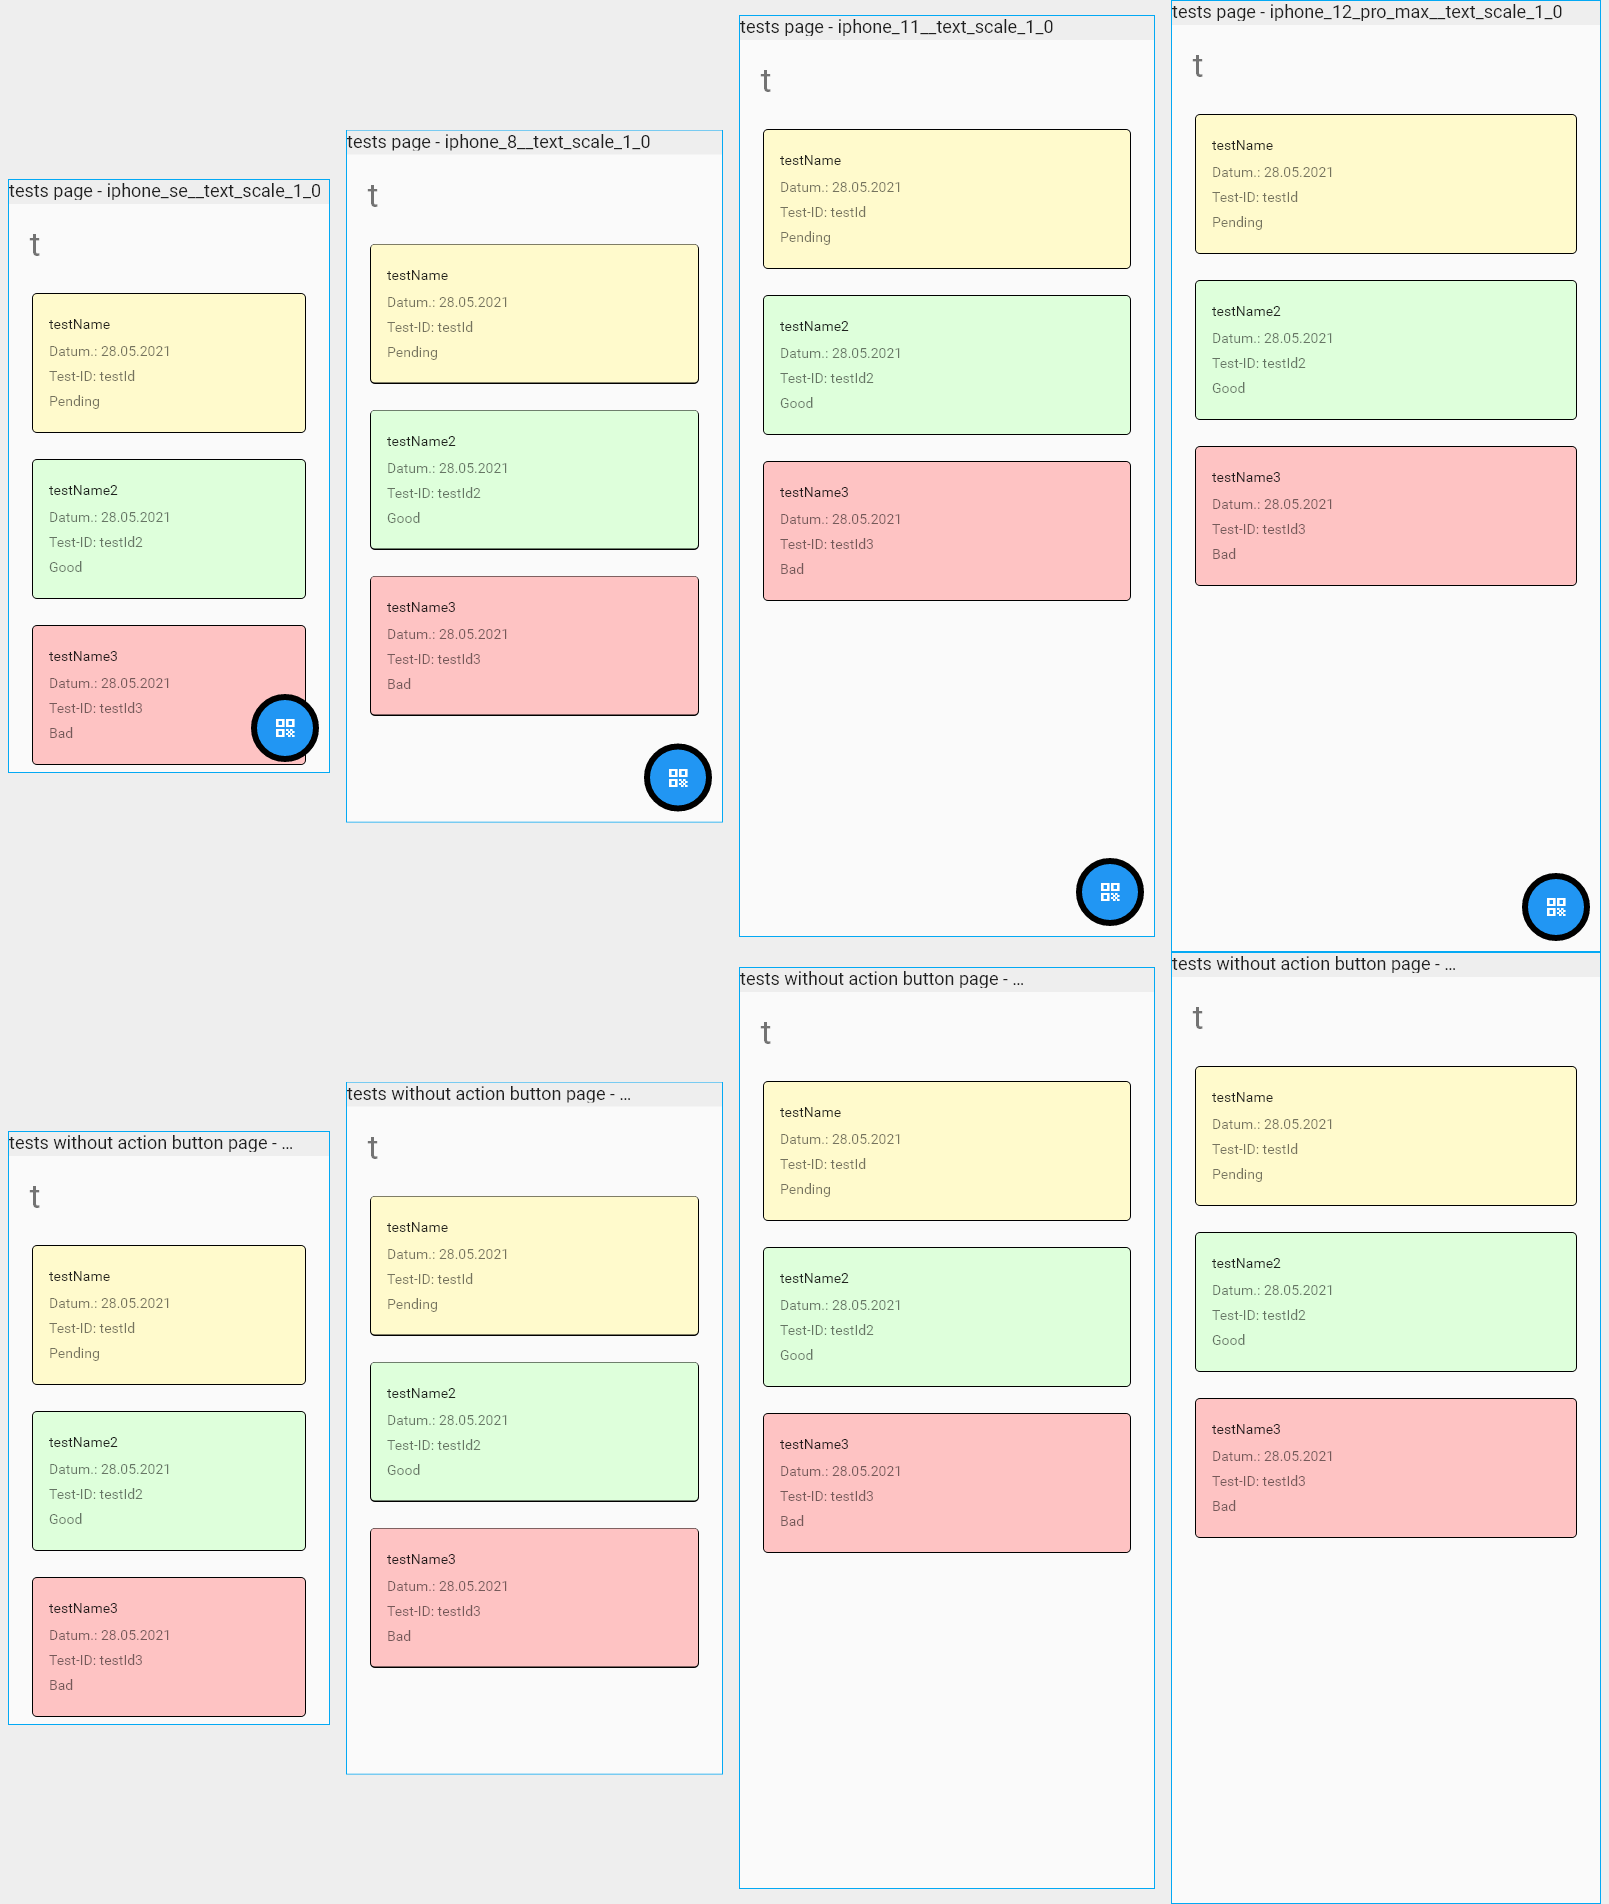 tests page - iphone_se__text_scale_1_0
t
testName
Datum.: 28.05.2021
Test-ID: testId
Pending
testName2
Datum.: 28.05.2021
Test-ID: testId2
Good
testName3
Datum.: 28.05.2021
Test-ID: testId3
Bad
tests page - iphone_8__text_scale_1_0
t
testName
Datum.: 28.05.2021
Test-ID: testId
Pending
testName2
Datum.: 28.05.2021
Test-ID: testId2
Good
testName3
Datum.: 28.05.2021
Test-ID: testId3
Bad
tests page - iphone_11__text_scale_1_0
t
testName
Datum.: 28.05.2021
Test-ID: testId
Pending
testName2
Datum.: 28.05.2021
Test-ID: testId2
Good
testName3
Datum.: 28.05.2021
Test-ID: testId3
Bad
tests page - iphone_12_pro_max__text_scale_1_0
t
testName
Datum.: 28.05.2021
Test-ID: testId
Pending
testName2
Datum.: 28.05.2021
Test-ID: testId2
Good
testName3
Datum.: 28.05.2021
Test-ID: testId3
Bad
tests without action button page - ...
t
testName
Datum.: 28.05.2021
Test-ID: testId
Pending
testName2
Datum.: 28.05.2021
Test-ID: testId2
Good
testName3
Datum.: 28.05.2021
Test-ID: testId3
Bad
tests without action button page - ...
t
testName
Datum.: 28.05.2021
Test-ID: testId
Pending
testName2
Datum.: 28.05.2021
Test-ID: testId2
Good
testName3
Datum.: 28.05.2021
Test-ID: testId3
Bad
tests without action button page - ...
t
testName
Datum.: 28.05.2021
Test-ID: testId
Pending
testName2
Datum.: 28.05.2021
Test-ID: testId2
Good
testName3
Datum.: 28.05.2021
Test-ID: testId3
Bad
tests without action button page - ...
t
testName
Datum.: 28.05.2021
Test-ID: testId
Pending
testName2
Datum.: 28.05.2021
Test-ID: testId2
Good
testName3
Datum.: 28.05.2021
Test-ID: testId3
Bad